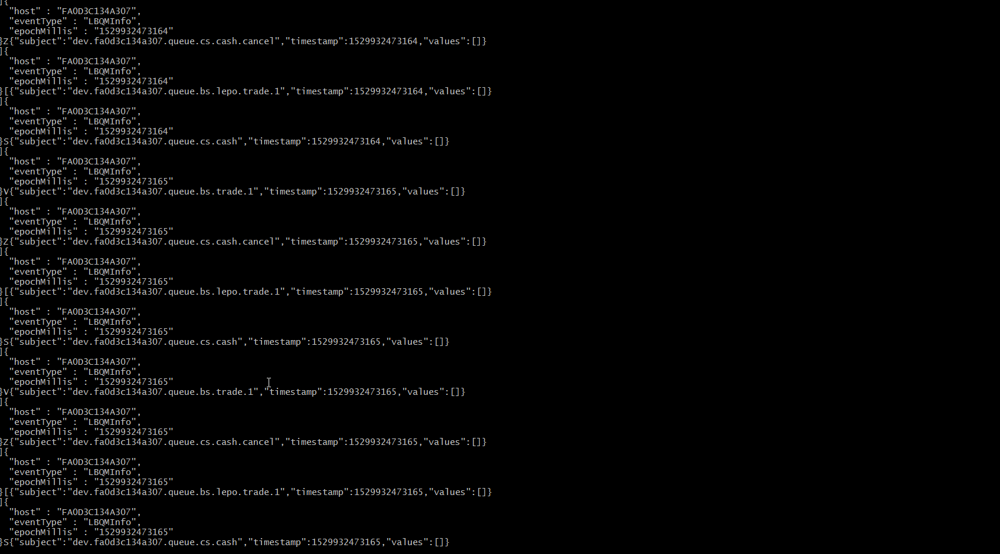 ]{
  "host" : "FA0D3C134A307",
  "eventType" : "LBQMInfo",
  "epochMillis" : "1529932473164"
}Z{"subject":"dev.fa0d3c134a307.queue.cs.cash.cancel","timestamp":1529932473164,"values":[]}
]{
  "host" : "FA0D3C134A307",
  "eventType" : "LBQMInfo",
  "epochMillis" : "1529932473164"
}[{"subject":"dev.fa0d3c134a307.queue.bs.lepo.trade.1","timestamp":1529932473164,"values":[]}
]{
  "host" : "FA0D3C134A307",
  "eventType" : "LBQMInfo",
  "epochMillis" : "1529932473164"
}S{"subject":"dev.fa0d3c134a307.queue.cs.cash","timestamp":1529932473164,"values":[]}
]{
  "host" : "FA0D3C134A307",
  "eventType" : "LBQMInfo",
  "epochMillis" : "1529932473165"
}V{"subject":"dev.fa0d3c134a307.queue.bs.trade.1","timestamp":1529932473165,"values":[]}
]{
  "host" : "FA0D3C134A307",
  "eventType" : "LBQMInfo",
  "epochMillis" : "1529932473165"
}Z{"subject":"dev.fa0d3c134a307.queue.cs.cash.cancel","timestamp":1529932473165,"values":[]}
]{
  "host" : "FA0D3C134A307",
  "eventType" : "LBQMInfo",
  "epochMillis" : "1529932473165"
}[{"subject":"dev.fa0d3c134a307.queue.bs.lepo.trade.1","timestamp":1529932473165,"values":[]}
]{
  "host" : "FA0D3C134A307",
  "eventType" : "LBQMInfo",
  "epochMillis" : "1529932473165"
}S{"subject":"dev.fa0d3c134a307.queue.cs.cash","timestamp":1529932473165,"values":[]}
]{
  "host" : "FA0D3C134A307",
  "eventType" : "LBQMInfo",
  "epochMillis" : "1529932473165"
}V{"subject":"dev.fa0d3c134a307.queue.bs.trade.1","timestamp":1529932473165,"values":[]}
]{
  "host" : "FA0D3C134A307",
  "eventType" : "LBQMInfo",
  "epochMillis" : "1529932473165"
}Z{"subject":"dev.fa0d3c134a307.queue.cs.cash.cancel","timestamp":1529932473165,"values":[]}
]{
  "host" : "FA0D3C134A307",
  "eventType" : "LBQMInfo",
  "epochMillis" : "1529932473165"
}[{"subject":"dev.fa0d3c134a307.queue.bs.lepo.trade.1","timestamp":1529932473165,"values":[]}
]{
  "host" : "FA0D3C134A307",
  "eventType" : "LBQMInfo",
  "epochMillis" : "1529932473165"
}S{"subject":"dev.fa0d3c134a307.queue.cs.cash","timestamp":1529932473165,"values":[]}